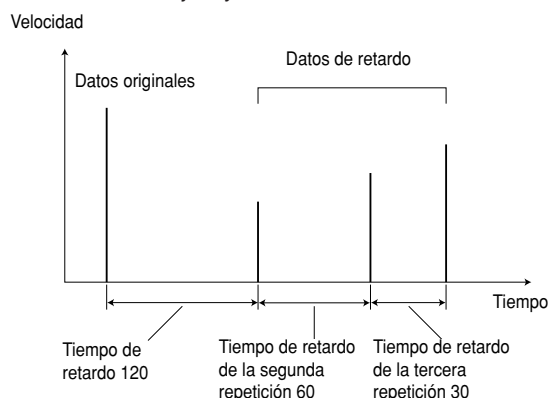 Velocidad
Datos de retardo
Datos originales
Tiempo
Tiempo de
retardo 120
Tiempo de retardo
de la segunda
repetición 60
Tiempo de retardo
de la tercera
repetición 30